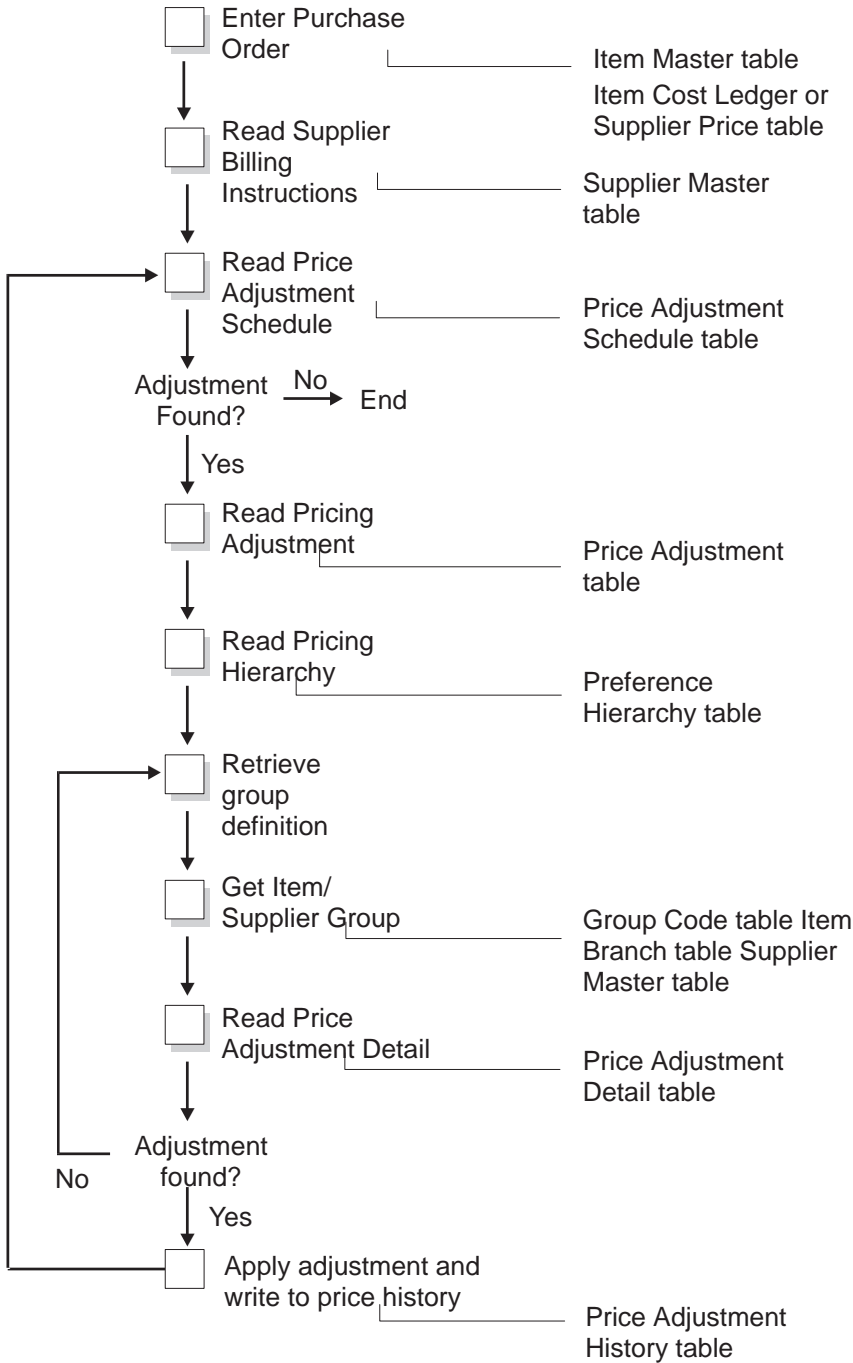 Enter Purchase
Order
Item Master table
Item Cost Ledger or
Supplier Price table
Read Supplier
Billing
Instructions
Supplier Master
table
Read Price
Adjustment
Schedule
Price Adjustment
Schedule table
Adjustment
Found?
No
End
Yes
Read Pricing
Adjustment
Price Adjustment
table
Read Pricing
Hierarchy
Preference
Hierarchy table
Retrieve
group
definition
Get Item/
Supplier Group
Group Code table Item
Branch table Supplier
Master table
Read Price
Adjustment Detail
Price Adjustment
Detail table
Adjustment
found?
No
Yes
Apply adjustment and
write to price history
Price Adjustment
History table